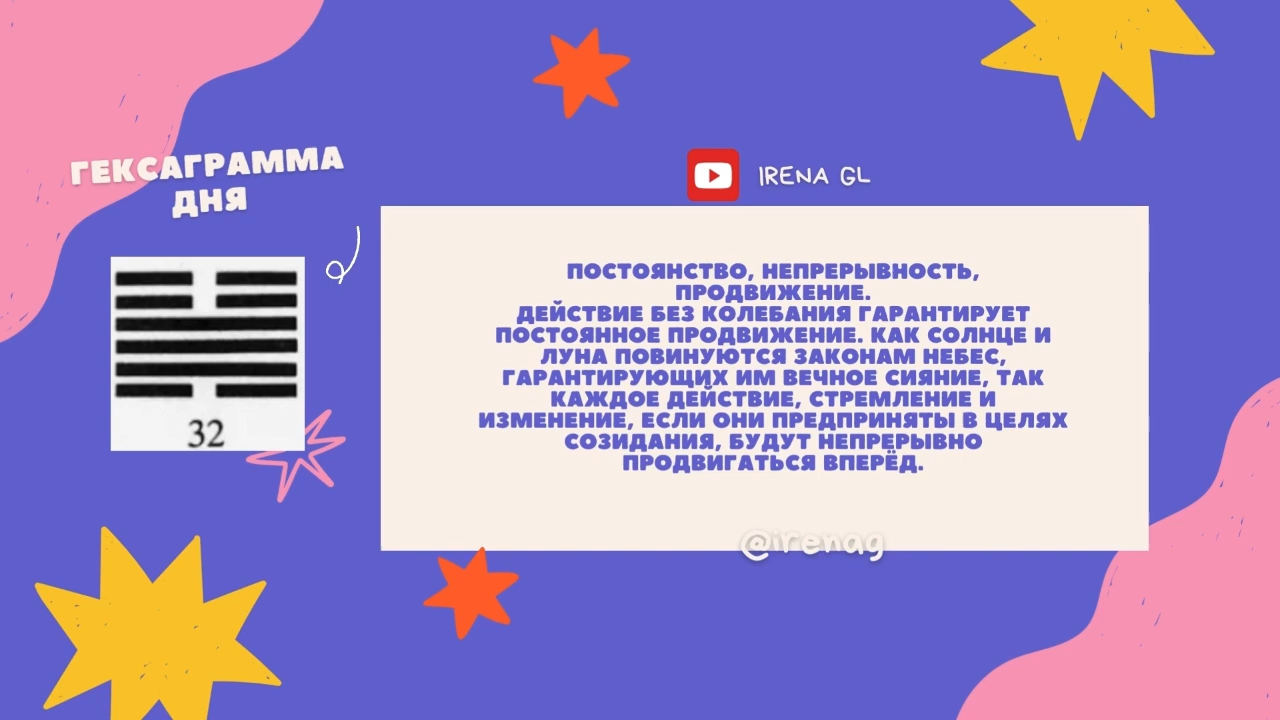 ГЕКСАГРАММА
ДНЯ
32
IRENA GL
ПОСТОЯНСТВО, НЕПРЕРЫВНОСТЬ,
ПРОДВИЖЕНИЕ.
ДЕЙСТВИЕ БЕЗ КОЛЕБАНИЯ ГАРАНТИРУЕТ
ПОСТОЯННОЕ ПРОДВИЖЕНИЕ. КАК СОЛНЦЕ И
ЛУНА ПОВИНУЮТСЯ ЗАКОНАМ НЕБЕС,
ГАРАНТИРУЮЩИХ ИМ ВЕЧНОЕ СИЯНИЕ, ТАК
КАЖДОЕ ДЕЙСТВИЕ, СТРЕМЛЕНИЕ И
ИЗМЕНЕНИЕ, ЕСЛИ ОНИ ПРЕДПРИНЯТЫ В ЦЕЛЯХ
СОЗИДАНИЯ, БУДУТ НЕПРЕРЫВНО
ПРОДВИГАТЬСЯ ВПЕРЁД.
@irenag